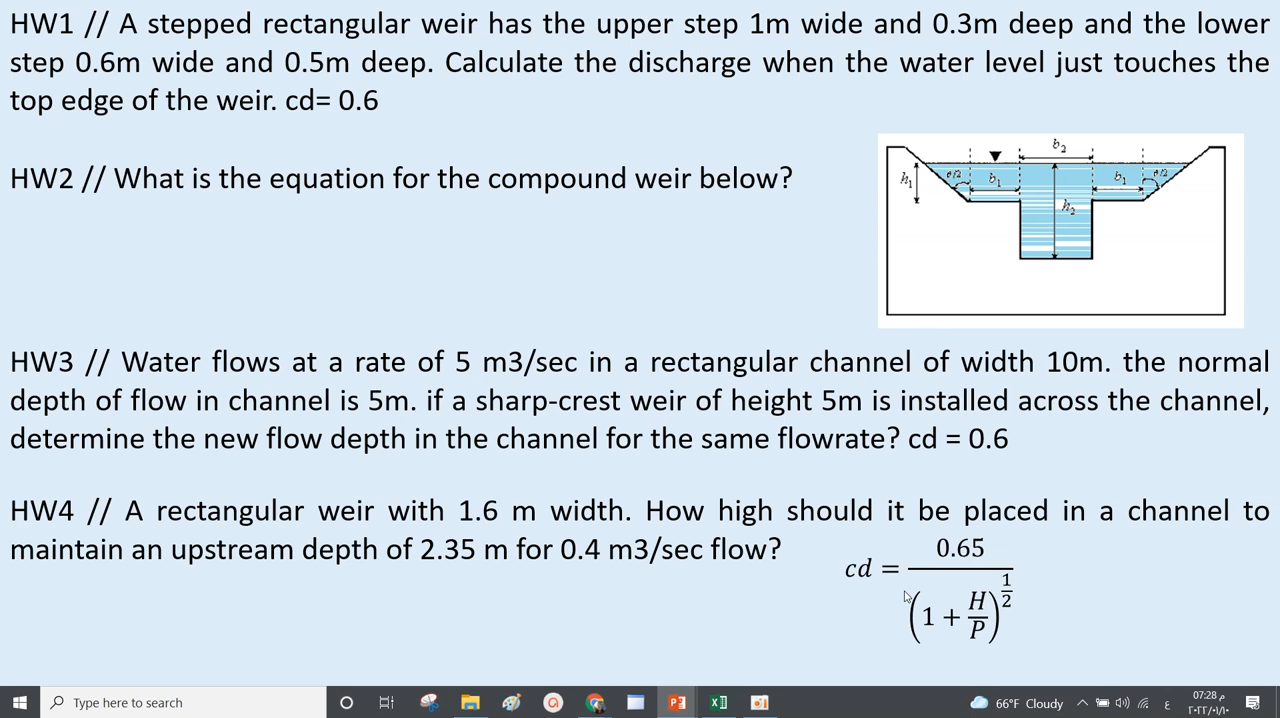 HW1 // A stepped rectangular weir has the upper step 1m wide and 0.3m deep and the lower
step 0.6m wide and 0.5m deep. Calculate the discharge when the water level just touches the
top edge of the weir. cd= 0.6
HW2 // What is the equation for the compound weir below?
b₂
h₁
θ/2
b₁
b₁
θ/2
h₂
HW3 // Water flows at a rate of 5 m3/sec in a rectangular channel of width 10m. the normal
depth of flow in channel is 5m. if a sharp-crest weir of height 5m is installed across the channel,
determine the new flow depth in the channel for the same flowrate? cd = 0.6
HW4 // A rectangular weir with 1.6 m width. How high should it be placed in a channel to
maintain an upstream depth of 2.35 m for 0.4 m3/sec flow?
cd = 0.65 / (1 + H/P)^1/2
Type here to search
66°F Cloudy
ع
07:28 م